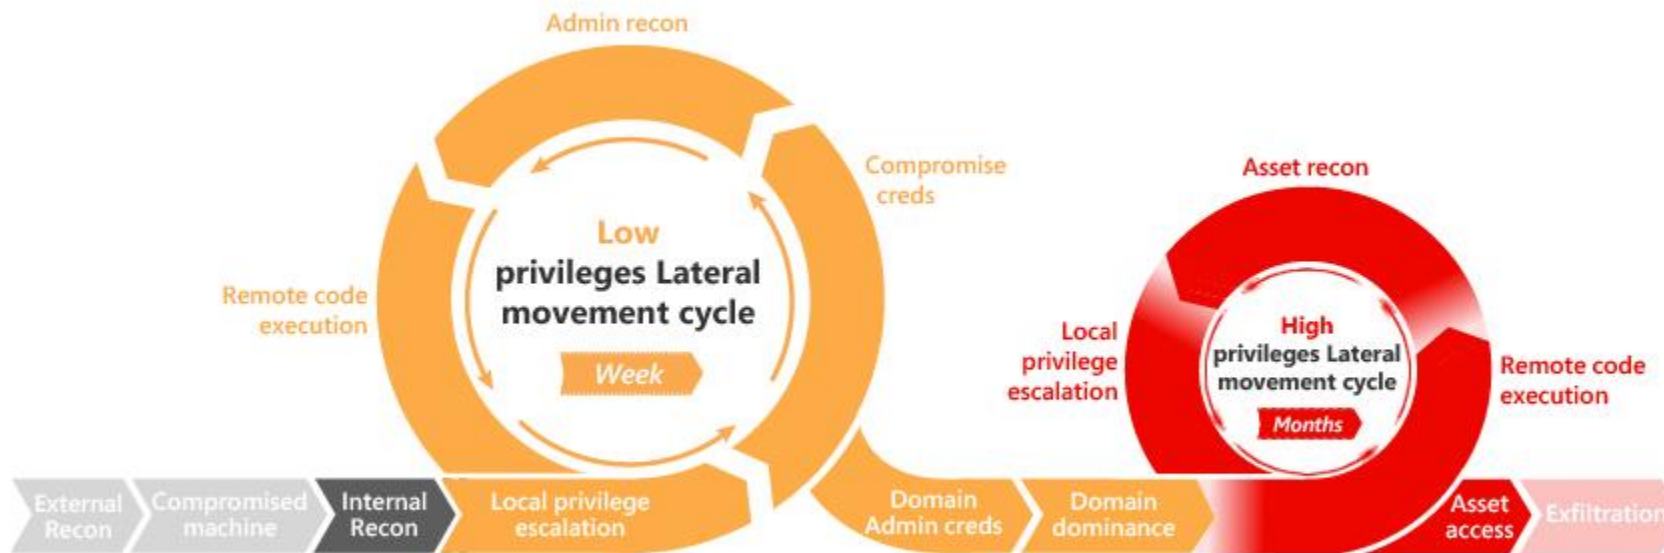 Admin recon
Compromise
creds
Remote code
execution
Low
privileges Lateral
movement cycle
Week
Asset recon
Local
privilege
escalation
High
privileges Lateral
movement cycle
Months
Remote code
execution
External
Recon
Compromised
machine
Internal
Recon
Local privilege
escalation
Domain
Admin creds
Domain
dominance
Asset
access
Exfiltration